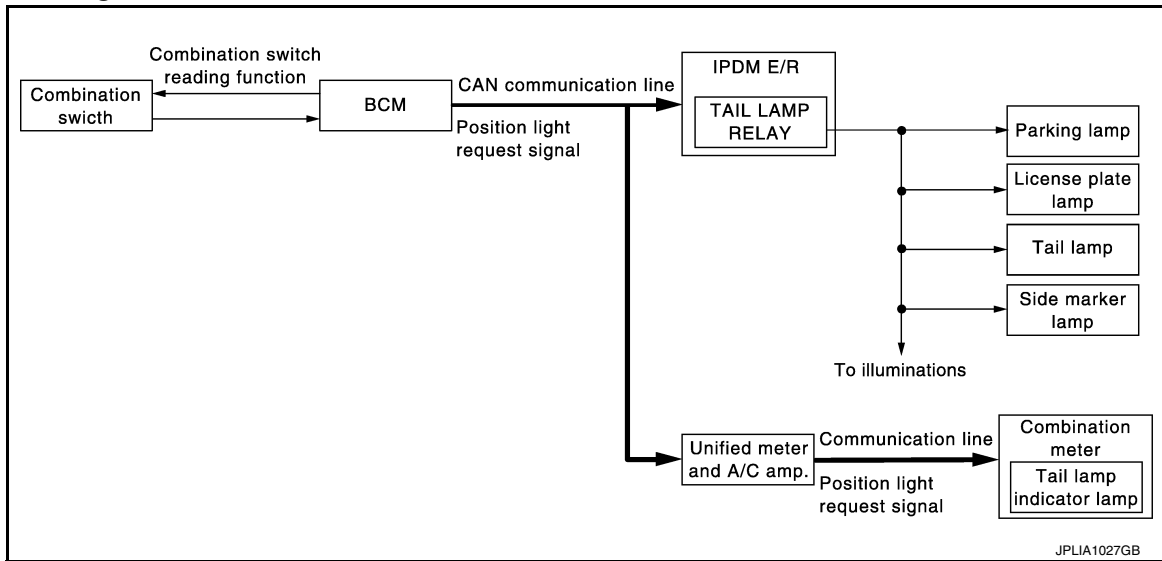 Combination switch
reading function
Combination
swicth
BCM
CAN communication line
Position light
request signal
IPDM E/R
TAIL LAMP
RELAY
Parking lamp
License plate
lamp
Tail lamp
Side marker
lamp
To illuminations
Unified meter
and A/C amp.
Communication line
Position light
request signal
Combination
meter
Tail lamp
indicator lamp
JPLIA1027GB